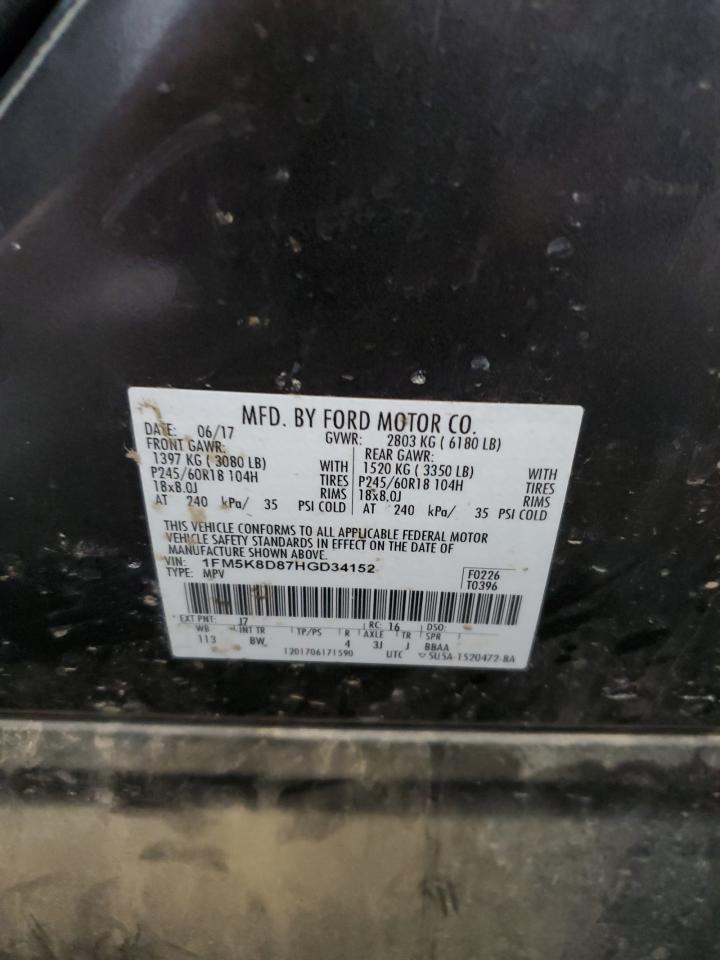 MFD. BY FORD MOTOR CO.
DATE: 06/17 GVWR: 2803 KG ( 6180 LB)
FRONT GAWR: REAR GAWR:
1397 KG ( 3080 LB) WITH 1520 KG ( 3350 LB) WITH
P245/60R18 104H TIRES P245/60R18 104H TIRES
18x8.0J RIMS 18x8.0J RIMS
AT 240 kPa/ 35 PSI COLD AT 240 kPa/ 35 PSI COLD
THIS VEHICLE CONFORMS TO ALL APPLICABLE FEDERAL MOTOR
VEHICLE SAFETY STANDARDS IN EFFECT ON THE DATE OF
MANUFACTURE SHOWN ABOVE.
VIN: 1FM5K8D87HGD34152
TYPE: MPV F0226
T0396
EXT PNT: J7 RC: 16 DSO:
WB INT TR TP/PS R AXLE TR SPR
113 BW 4 3J J BBAA
1201706171590 UTC SU5A-1520472-BA